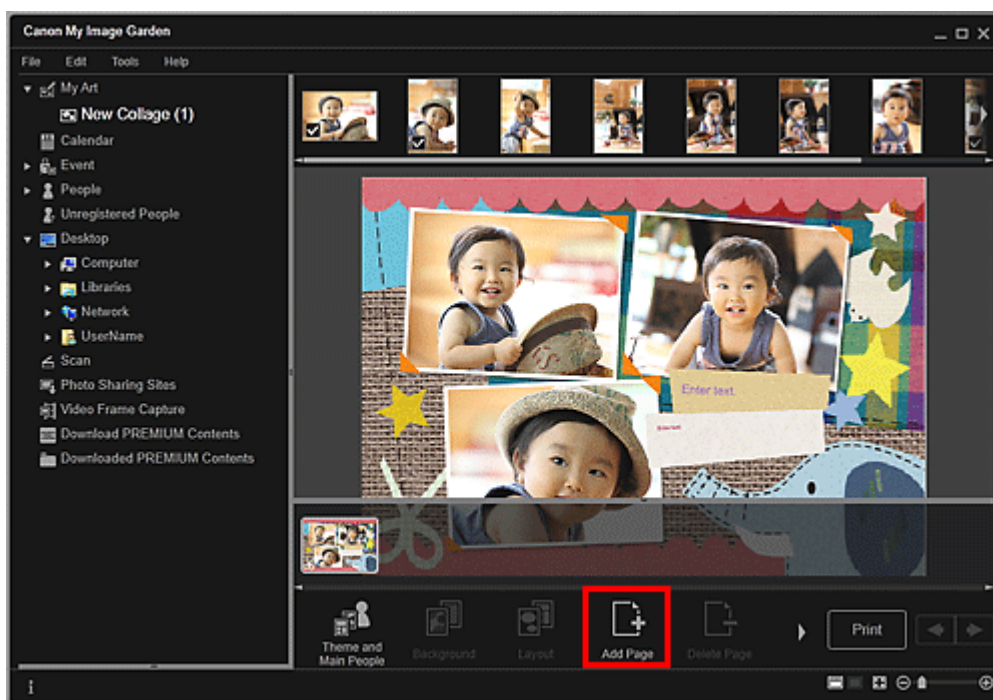 Canon My Image Garden
File Edit Tools Help
My Art
New Collage (1)
Calendar
Event
People
Unregistered People
Desktop
Computer
Libraries
Network
UserName
Scan
Photo Sharing Sites
Video Frame Capture
Download PREMIUM Contents
Downloaded PREMIUM Contents
Enter text.
Theme and
Main People
Background
Layout
Add Page
Delete Page
Print